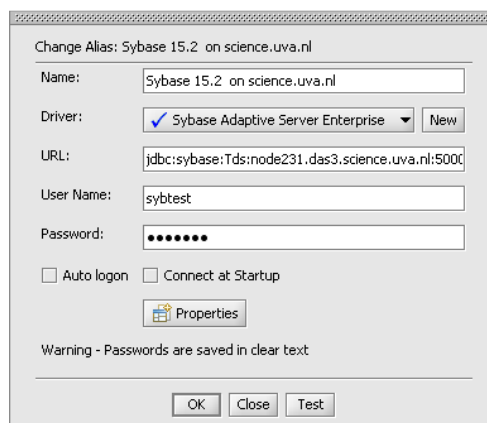 Change Alias: Sybase 15.2 on science.uva.nl
Name: Sybase 15.2 on science.uva.nl
Driver: Sybase Adaptive Server Enterprise New
URL: jdbc:sybase:Tds:node231.das3.science.uva.nl:5000
User Name: sybtest
Password: ●●●●●●●
Auto logon Connect at Startup
Properties
Warning - Passwords are saved in clear text
OK Close Test